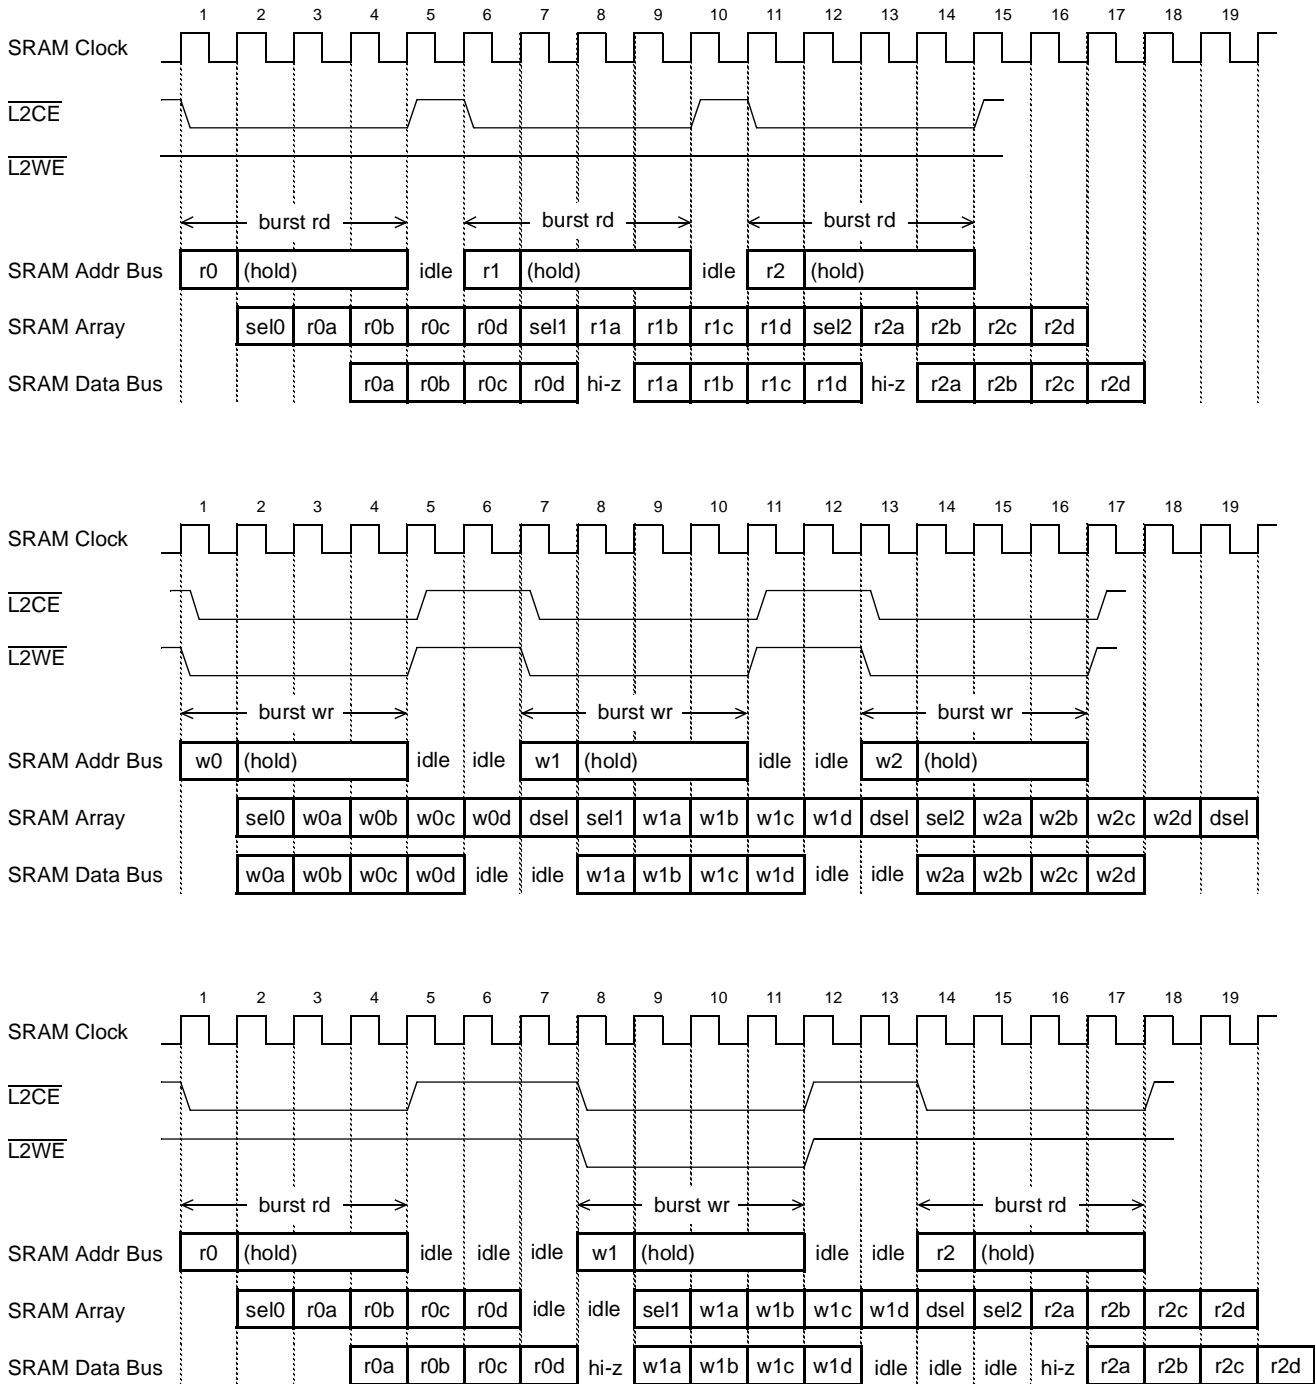 1 2 3 4 5 6 7 8 9 10 11 12 13 14 15 16 17 18 19
SRAM Clock
L2CE
L2WE
burst rd burst rd burst rd
SRAM Addr Bus r0 (hold) idle r1 (hold) idle r2 (hold)
SRAM Array sel0 r0a r0b r0c r0d sel1 r1a r1b r1c r1d sel2 r2a r2b r2c r2d
SRAM Data Bus r0a r0b r0c r0d hi-z r1a r1b r1c r1d hi-z r2a r2b r2c r2d
1 2 3 4 5 6 7 8 9 10 11 12 13 14 15 16 17 18 19
SRAM Clock
L2CE
L2WE
burst wr burst wr burst wr
SRAM Addr Bus w0 (hold) idle idle w1 (hold) idle idle w2 (hold)
SRAM Array sel0 w0a w0b w0c w0d dsel sel1 w1a w1b w1c w1d dsel sel2 w2a w2b w2c w2d dsel
SRAM Data Bus w0a w0b w0c w0d idle idle w1a w1b w1c w1d idle idle w2a w2b w2c w2d
1 2 3 4 5 6 7 8 9 10 11 12 13 14 15 16 17 18 19
SRAM Clock
L2CE
L2WE
burst rd burst wr burst rd
SRAM Addr Bus r0 (hold) idle idle idle w1 (hold) idle idle r2 (hold)
SRAM Array sel0 r0a r0b r0c r0d idle idle sel1 w1a w1b w1c w1d dsel sel2 r2a r2b r2c r2d
SRAM Data Bus r0a r0b r0c r0d hi-z w1a w1b w1c w1d idle idle idle hi-z r2a r2b r2c r2d